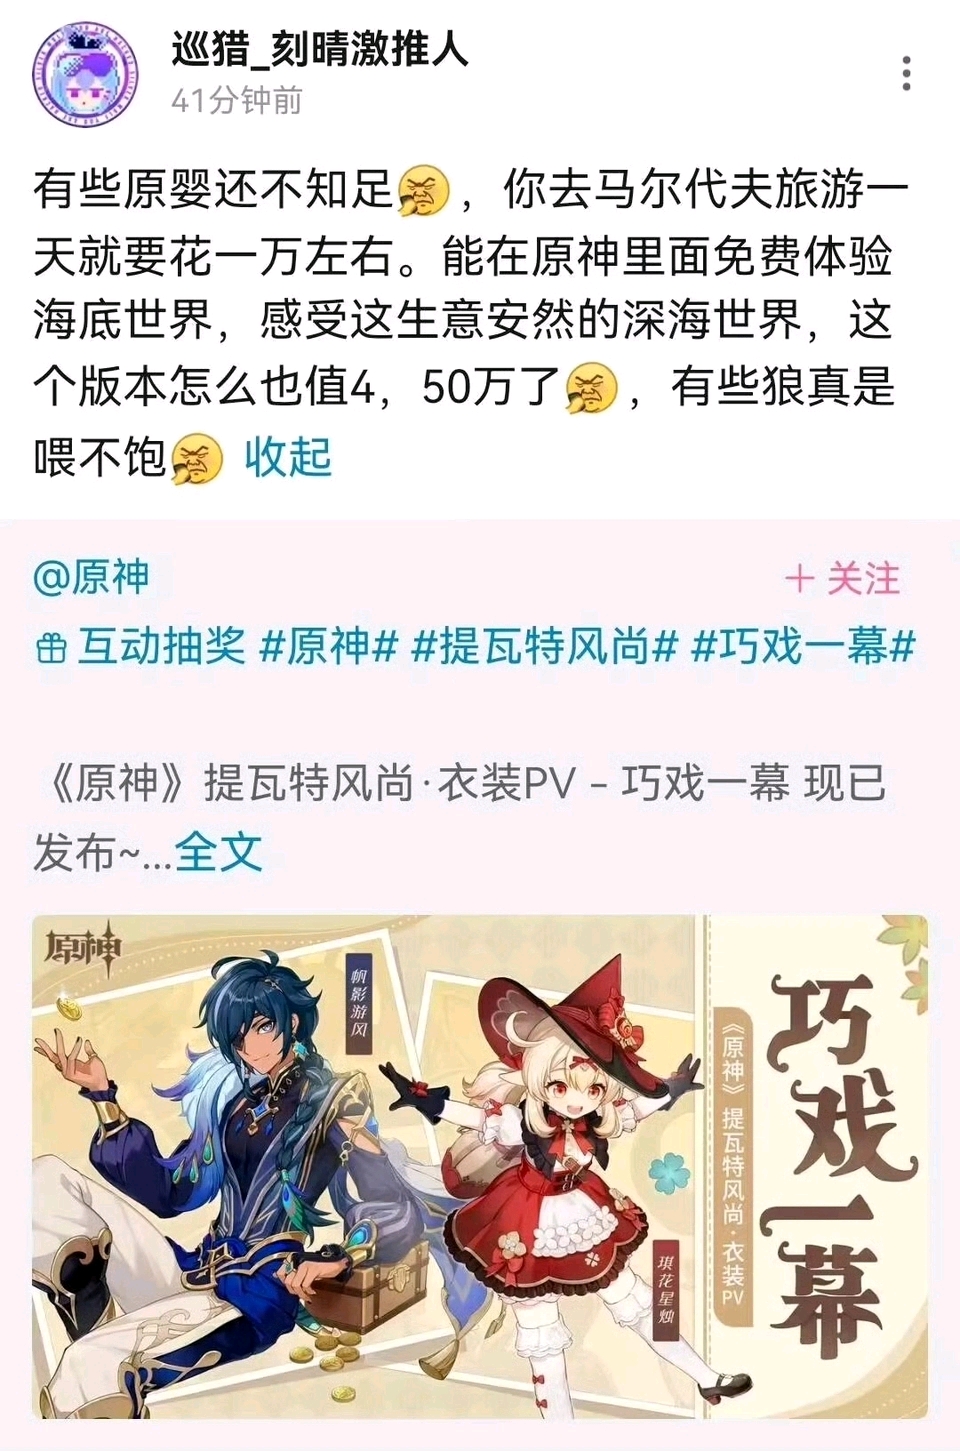 巡猎_刻晴激推人
41分钟前
有些原婴还不知足，你去马尔代夫旅游一
天就要花一万左右。能在原神里面免费体验
海底世界，感受这生意安然的深海世界，这
个版本怎么也值4，50万了，有些狼真是
喂不饱 收起
@原神
+ 关注
互动抽奖 #原神# #提瓦特风尚# #巧戏一幕#
《原神》提瓦特风尚·衣装PV - 巧戏一幕 现已
发布~...全文
原神
帆影游风
琪花星烛
《原神》提瓦特风尚·衣装PV
巧戏一幕